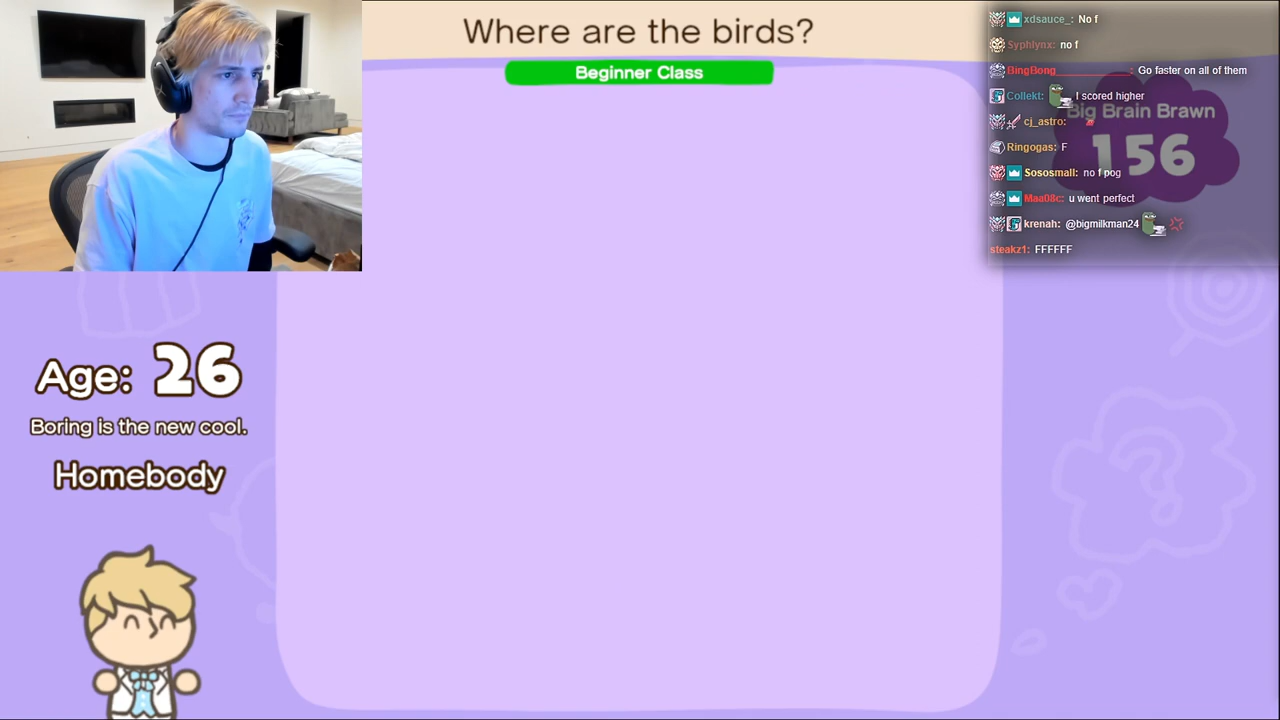 Where are the birds?
Beginner Class
xdsauce_: No f
Syphlynx: no f
BingBong__________: Go faster on all of them
Collekt: I scored higher
cj_astro:
Ringogas: F
Sososmall: no f pog
Maa08c: u went perfect
krenah: @bigmilkman24
steakz1: FFFFFF
Big Brain Brawn
156
Age: 26
Boring is the new cool.
Homebody